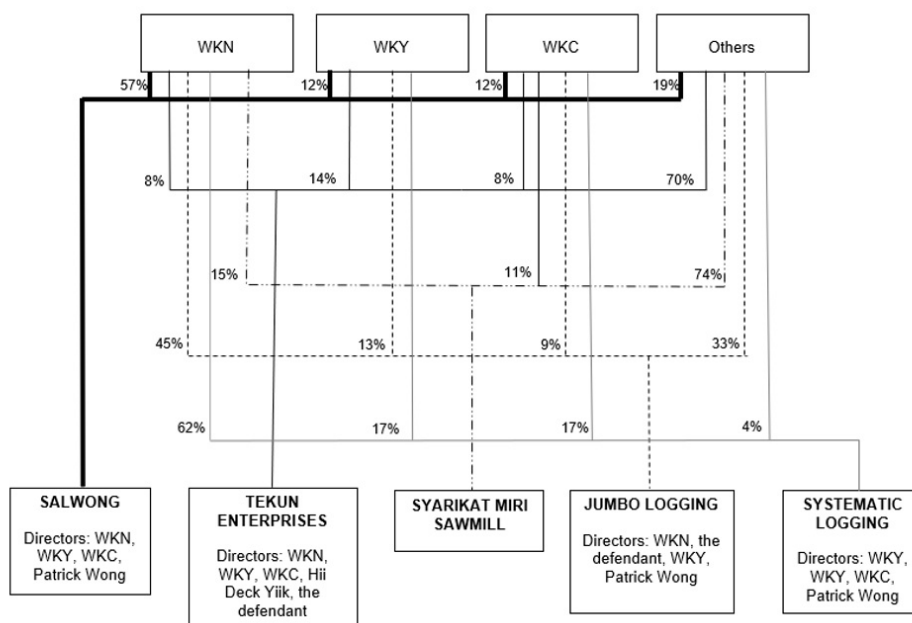 WKN
WKY
WKC
Others
57%
12%
12%
19%
8%
14%
8%
70%
15%
11%
74%
45%
13%
9%
33%
62%
17%
17%
4%
SALWONG
Directors: WKN,
WKY, WKC,
Patrick Wong
TEKUN
ENTERPRISES
Directors: WKN,
WKY, WKC, Hii
Deck Yiik, the
defendant
SYARIKAT MIRI
SAWMILL
JUMBO LOGGING
Directors: WKN, the
defendant, WKY,
Patrick Wong
SYSTEMATIC
LOGGING
Directors: WKY,
WKY, WKC,
Patrick Wong